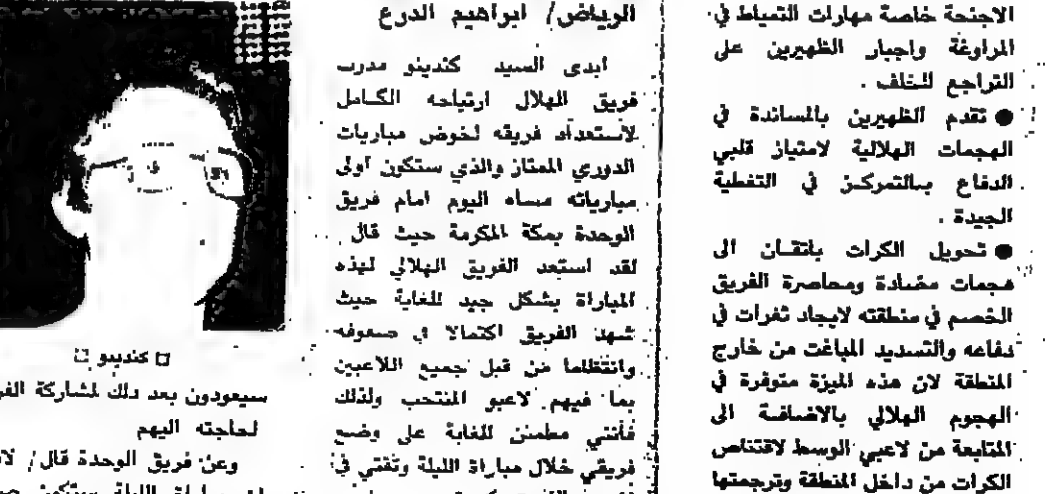 الاجنحة خاصة مهارات التمياط في
المراوغة واجبار الظهيرين على
التراجع للخلف .
● تقدم الظهيرين بالمساندة في
الهجمات الهلالية لامتياز قلبي
الدفاع بالتمركز في التغطية
الجيدة .
● تحويل الكرات باتقان الى
هجمات مضادة ومحاصرة الفريق
الخصم في منطقته لايجاد ثغرات في
دفاعه والتسديد المباغت من خارج
المنطقة لان هذه الميزة متوفرة في
الهجوم الهلالي بالاضافة الى
المتابعة من لاعبي الوسط لاقتناص
الكرات من داخل المنطقة وترجمتها
الرياض/ ابراهيم الدرع
ابدى السيد كندينو مدرب
فريق الهلال ارتياحه الكامل
لاستعداد فريقه لخوض مباريات
الدوري الممتاز والذي ستكون اولى
مبارياته مساء اليوم امام فريق
الوحدة بمكة المكرمة حيث قال
لقد استعد الفريق الهلالي لهذه
المباراة بشكل جيد للغاية حيث
شهد الفريق اكتمالا في صفوفه
وانتظاما من قبل جميع اللاعبين
بما فيهم لاعبو المنتخب ولذلك
فأنني مطمئن للغاية على وضع
فريقي خلال مباراة الليلة وثقتي في
□ كندينو □
سيعودون بعد ذلك لمشاركة
لحاجته اليهم
وعن فريق الوحدة قال/
مباراة الليلة ستكون